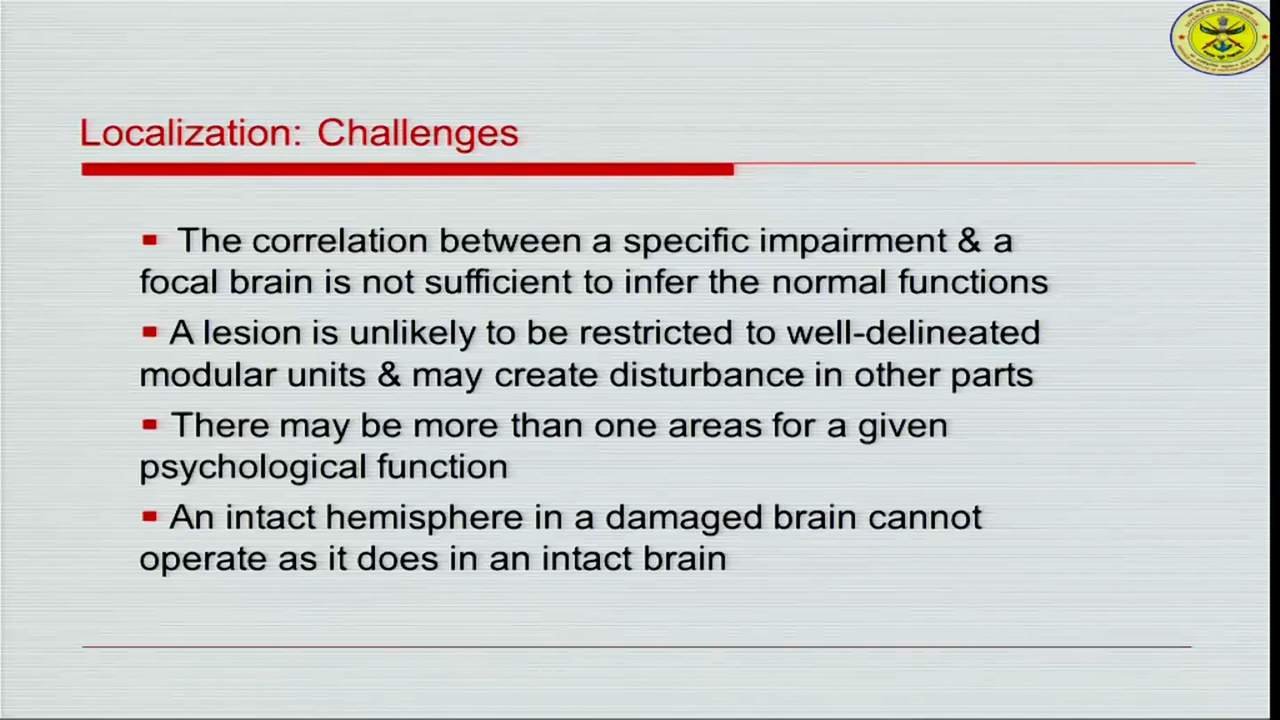 Localization: Challenges
The correlation between a specific impairment & a
focal brain is not sufficient to infer the normal functions
A lesion is unlikely to be restricted to well-delineated
modular units & may create disturbance in other parts
There may be more than one areas for a given
psychological function
An intact hemisphere in a damaged brain cannot
operate as it does in an intact brain